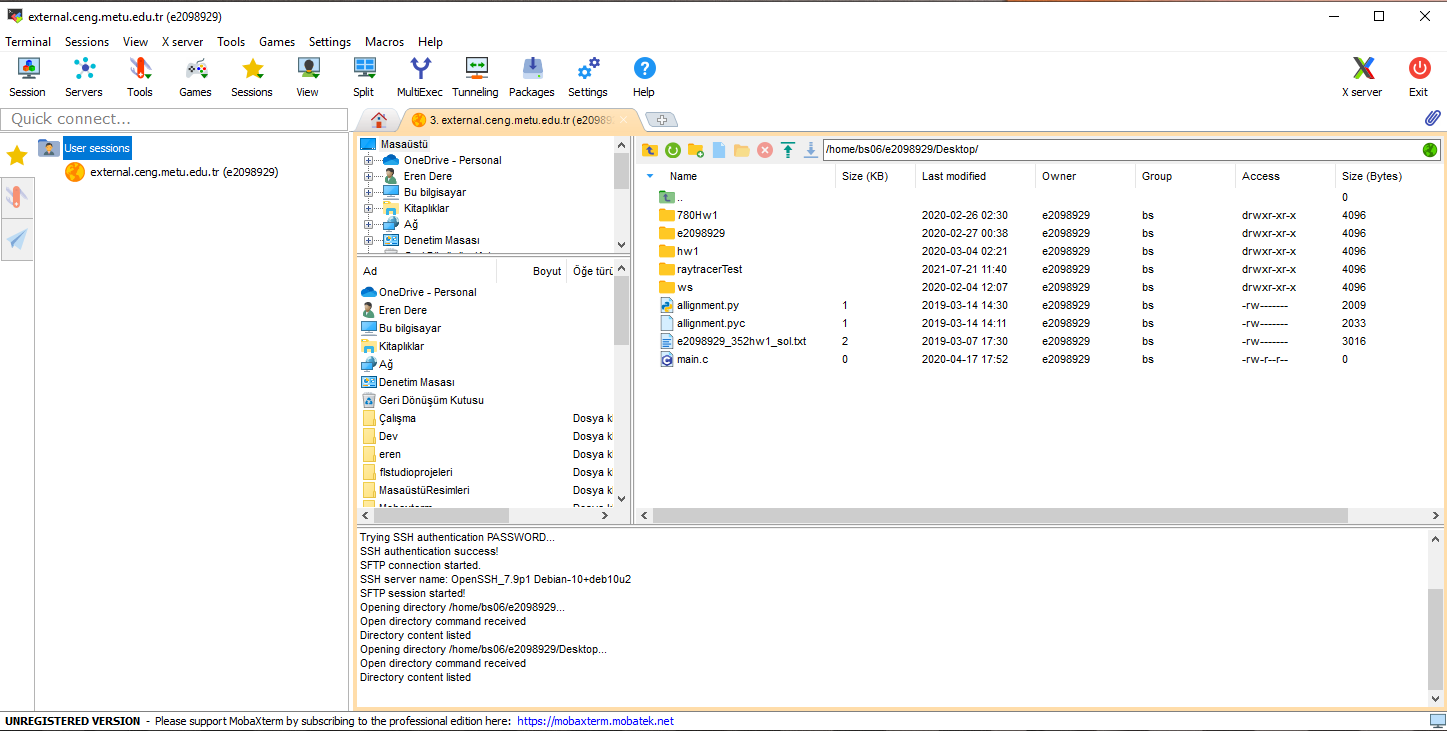 external.ceng.metu.edu.tr (e2098929)
Terminal Sessions View X server Tools Games Settings Macros Help
Session Servers Tools Games Sessions View Split MultiExec Tunneling Packages Settings Help X server Exit
Quick connect...
3. external.ceng.metu.edu.tr (e20989
User sessions
external.ceng.metu.edu.tr (e2098929)
Masaüstü
OneDrive - Personal
Eren Dere
Bu bilgisayar
Kitaplıklar
Ağ
Denetim Masası
Ad Boyut Öğe türü
OneDrive - Personal
Eren Dere
Bu bilgisayar
Kitaplıklar
Ağ
Denetim Masası
Geri Dönüşüm Kutusu
Çalışma Dosya kl
Dev Dosya kl
eren Dosya kl
flstudioprojeleri Dosya kl
MasaüstüResimleri Dosya kl
/home/bs06/e2098929/Desktop/
Name Size (KB) Last modified Owner Group Access Size (Bytes)
.. 0
780Hw1 2020-02-26 02:30 e2098929 bs drwxr-xr-x 4096
e2098929 2020-02-27 00:38 e2098929 bs drwxr-xr-x 4096
hw1 2020-03-04 02:21 e2098929 bs drwxr-xr-x 4096
raytracerTest 2021-07-21 11:40 e2098929 bs drwxr-xr-x 4096
ws 2020-02-04 12:07 e2098929 bs drwxr-xr-x 4096
allignment.py 1 2019-03-14 14:30 e2098929 bs -rw------- 2009
allignment.pyc 1 2019-03-14 14:11 e2098929 bs -rw------- 2033
e2098929_352hw1_sol.txt 2 2019-03-07 17:30 e2098929 bs -rw------- 3016
main.c 0 2020-04-17 17:52 e2098929 bs -rw-r--r-- 0
Trying SSH authentication PASSWORD...
SSH authentication success!
SFTP connection started.
SSH server name: OpenSSH_7.9p1 Debian-10+deb10u2
SFTP session started!
Opening directory /home/bs06/e2098929...
Open directory command received
Directory content listed
Opening directory /home/bs06/e2098929/Desktop...
Open directory command received
Directory content listed
UNREGISTERED VERSION - Please support MobaXterm by subscribing to the professional edition here: https://mobaxterm.mobatek.net